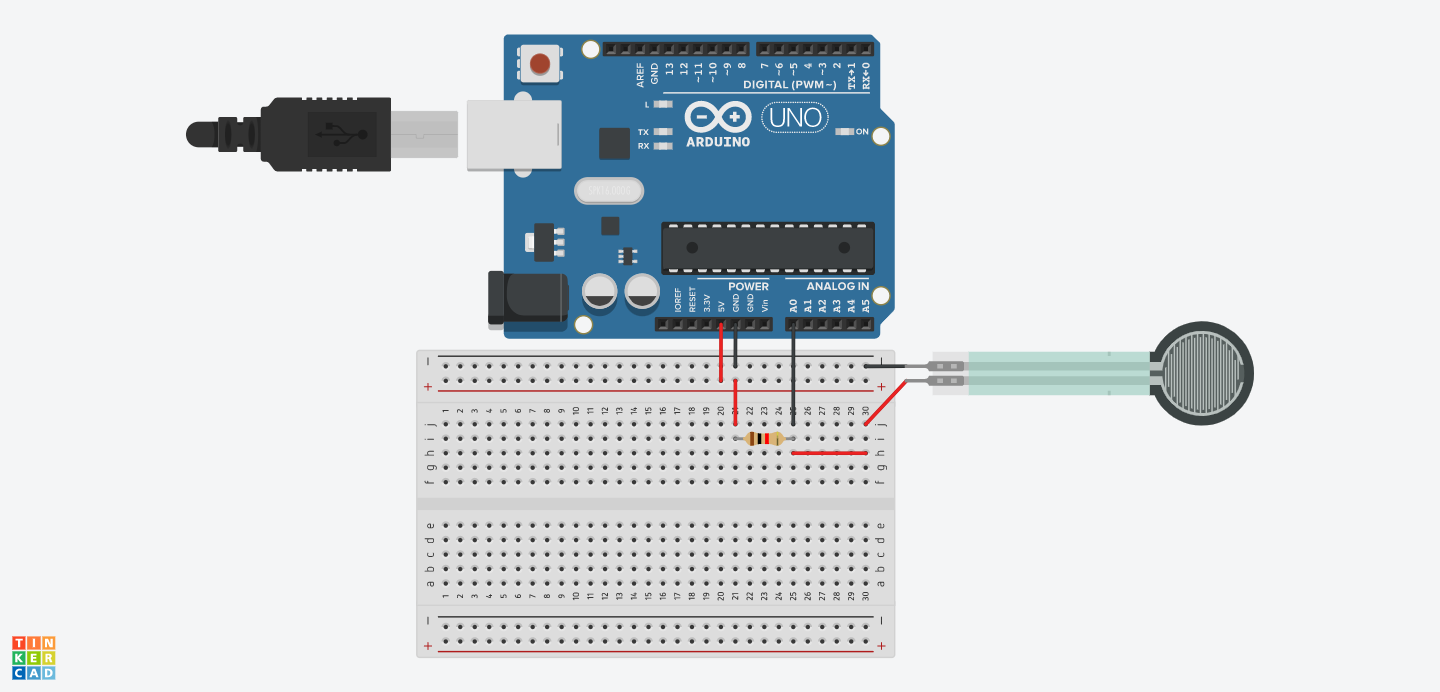 AREF
GND
13
12
~11
~10
~9
8
7
~6
~5
4
~3
2
TX→1
RX←0
DIGITAL (PWM~)
L
TX
RX
ARDUINO
UNO
ON
POWER
ANALOG IN
IOREF
RESET
3.3V
5V
GND
GND
Vin
A0
A1
A2
A3
A4
A5
− −
+ +
1 2 3 4 5 6 7 8 9 10 11 12 13 14 15 16 17 18 19 20 21 22 23 24 25 26 27 28 29 30
j j
i i
h h
g g
f f
e e
d d
c c
b b
a a
1 2 3 4 5 6 7 8 9 10 11 12 13 14 15 16 17 18 19 20 21 22 23 24 25 26 27 28 29 30
− −
+ +
TIN
KER
CAD